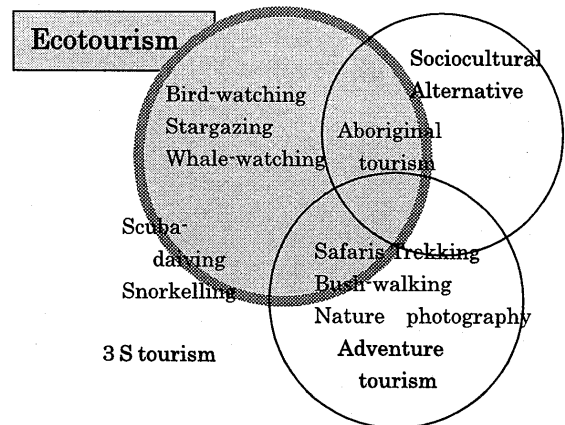 Ecotourism
Sociocultural
Alternative
Bird-watching
Stargazing
Whale-watching
Aboriginal
tourism
Scuba-
daiving
Snorkelling
Safaris Trekking
Bush-walking
Nature photography
Adventure
tourism
3 S tourism